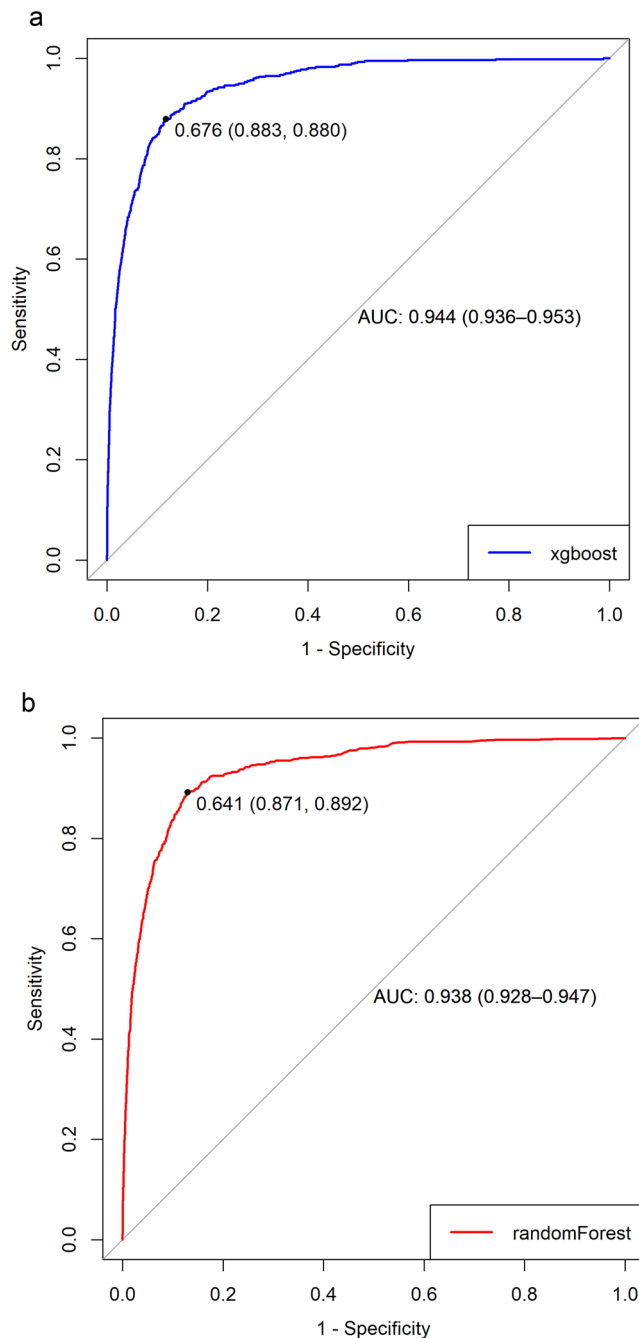 a
1.0
0.8
0.6
0.4
0.2
0.0
Sensitivity
0.676 (0.883, 0.880)
AUC: 0.944 (0.936–0.953)
xgboost
0.0 0.2 0.4 0.6 0.8 1.0
1 - Specificity
b
1.0
0.8
0.6
0.4
0.2
0.0
Sensitivity
0.641 (0.871, 0.892)
AUC: 0.938 (0.928–0.947)
randomForest
0.0 0.2 0.4 0.6 0.8 1.0
1 - Specificity